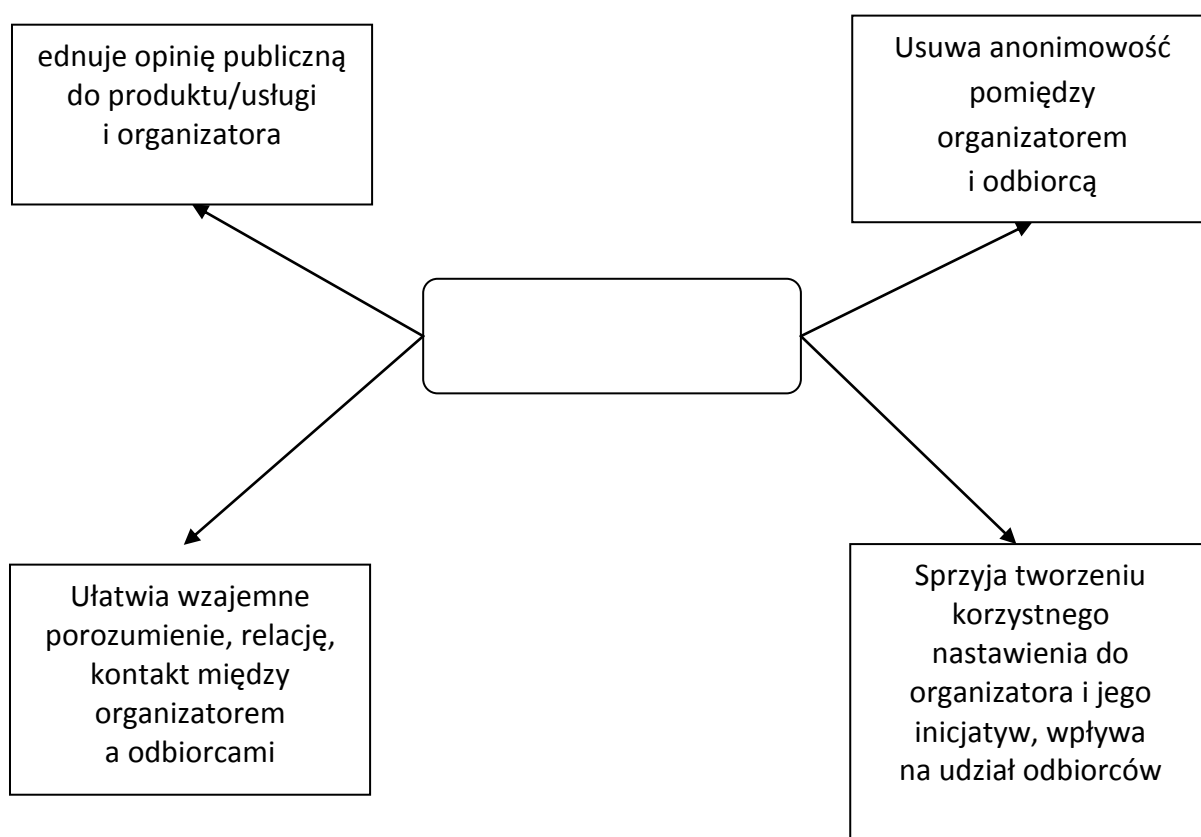 ednuje opinię publiczną
do produktu/usługi
i organizatora
Usuwa anonimowość
pomiędzy
organizatorem
i odbiorcą
Ułatwia wzajemne
porozumienie, relację,
kontakt między
organizatorem
a odbiorcami
Sprzyja tworzeniu
korzystnego
nastawienia do
organizatora i jego
inicjatyw, wpływa
na udział odbiorców